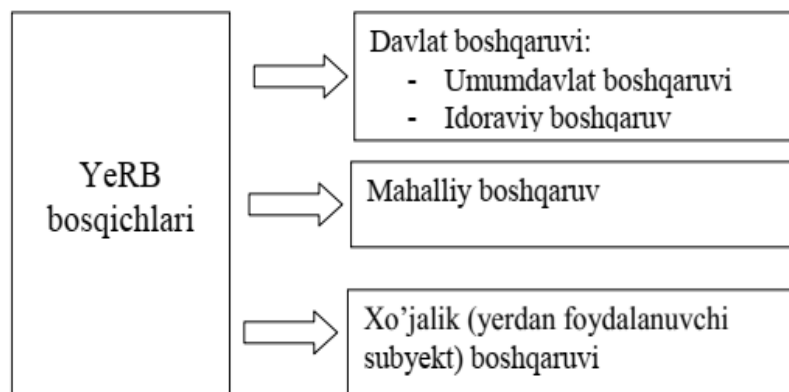 YeRB
bosqichlari
Davlat boshqaruvi:
- Umumdavlat boshqaruvi
- Idoraviy boshqaruv
Mahalliy boshqaruv
Xo’jalik (yerdan foydalanuvchi
subyekt) boshqaruvi